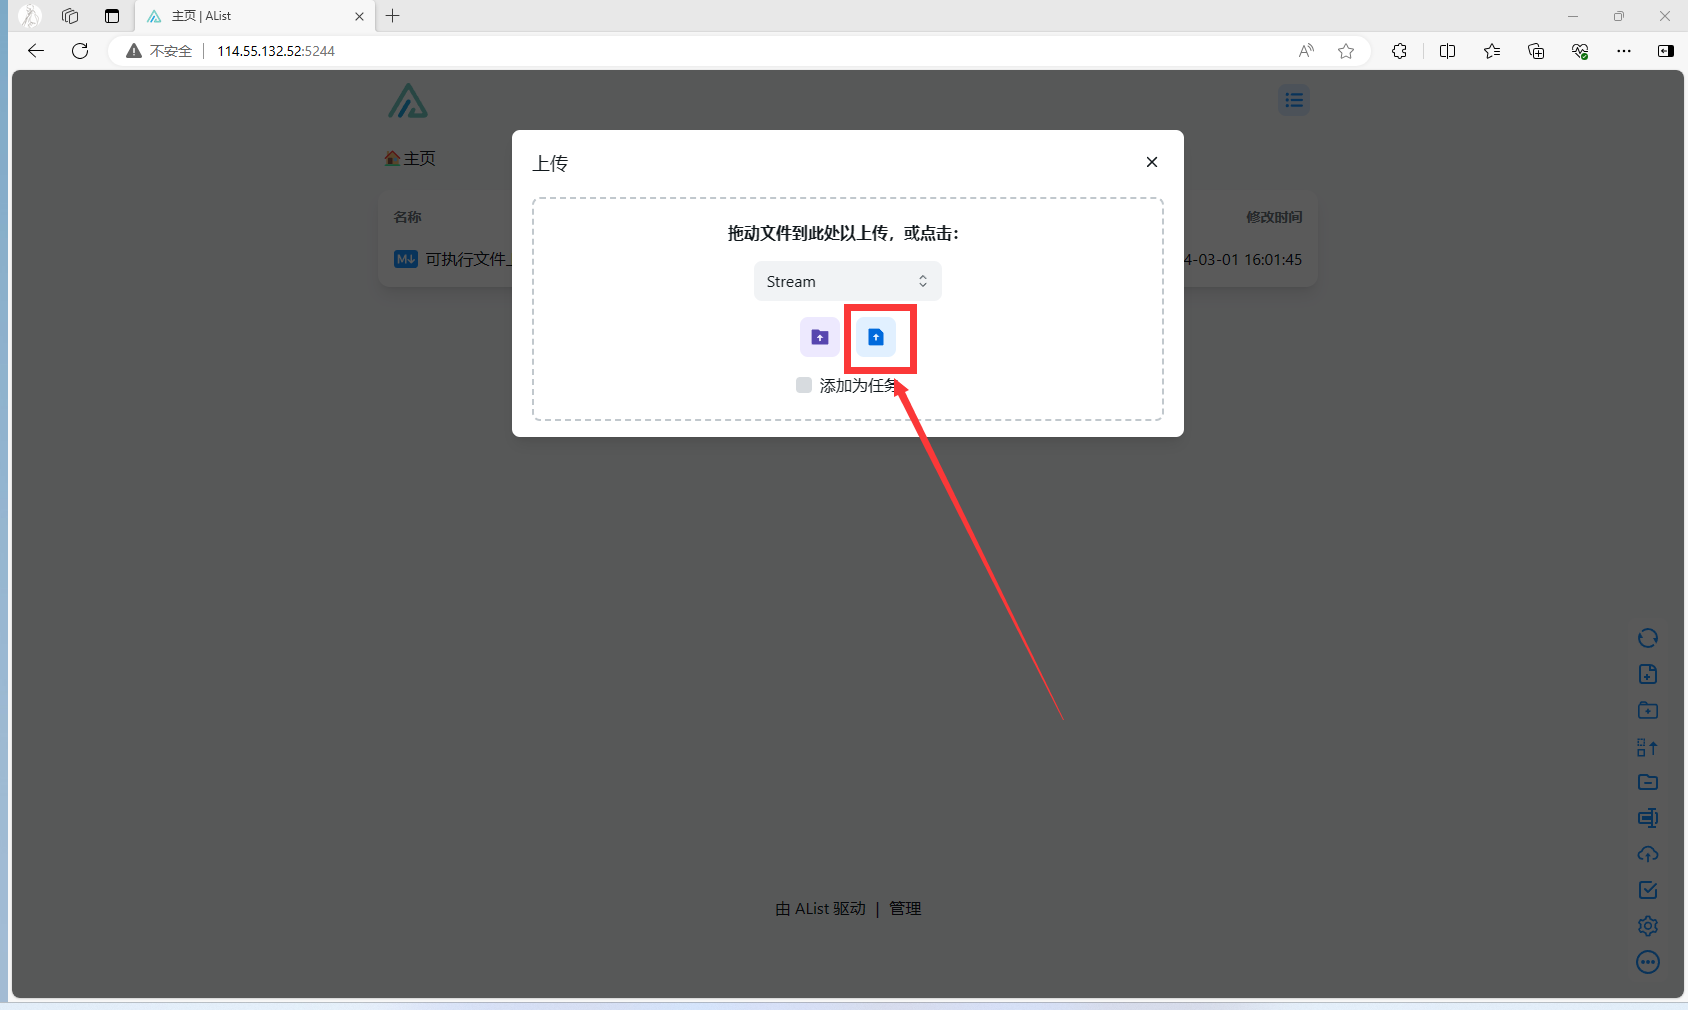 主页 | AList
不安全 114.55.132.52:5244
主页
上传
名称
修改时间
拖动文件到此处以上传，或点击：
可执行文件_
4-03-01 16:01:45
Stream
添加为任务
由 AList 驱动 | 管理